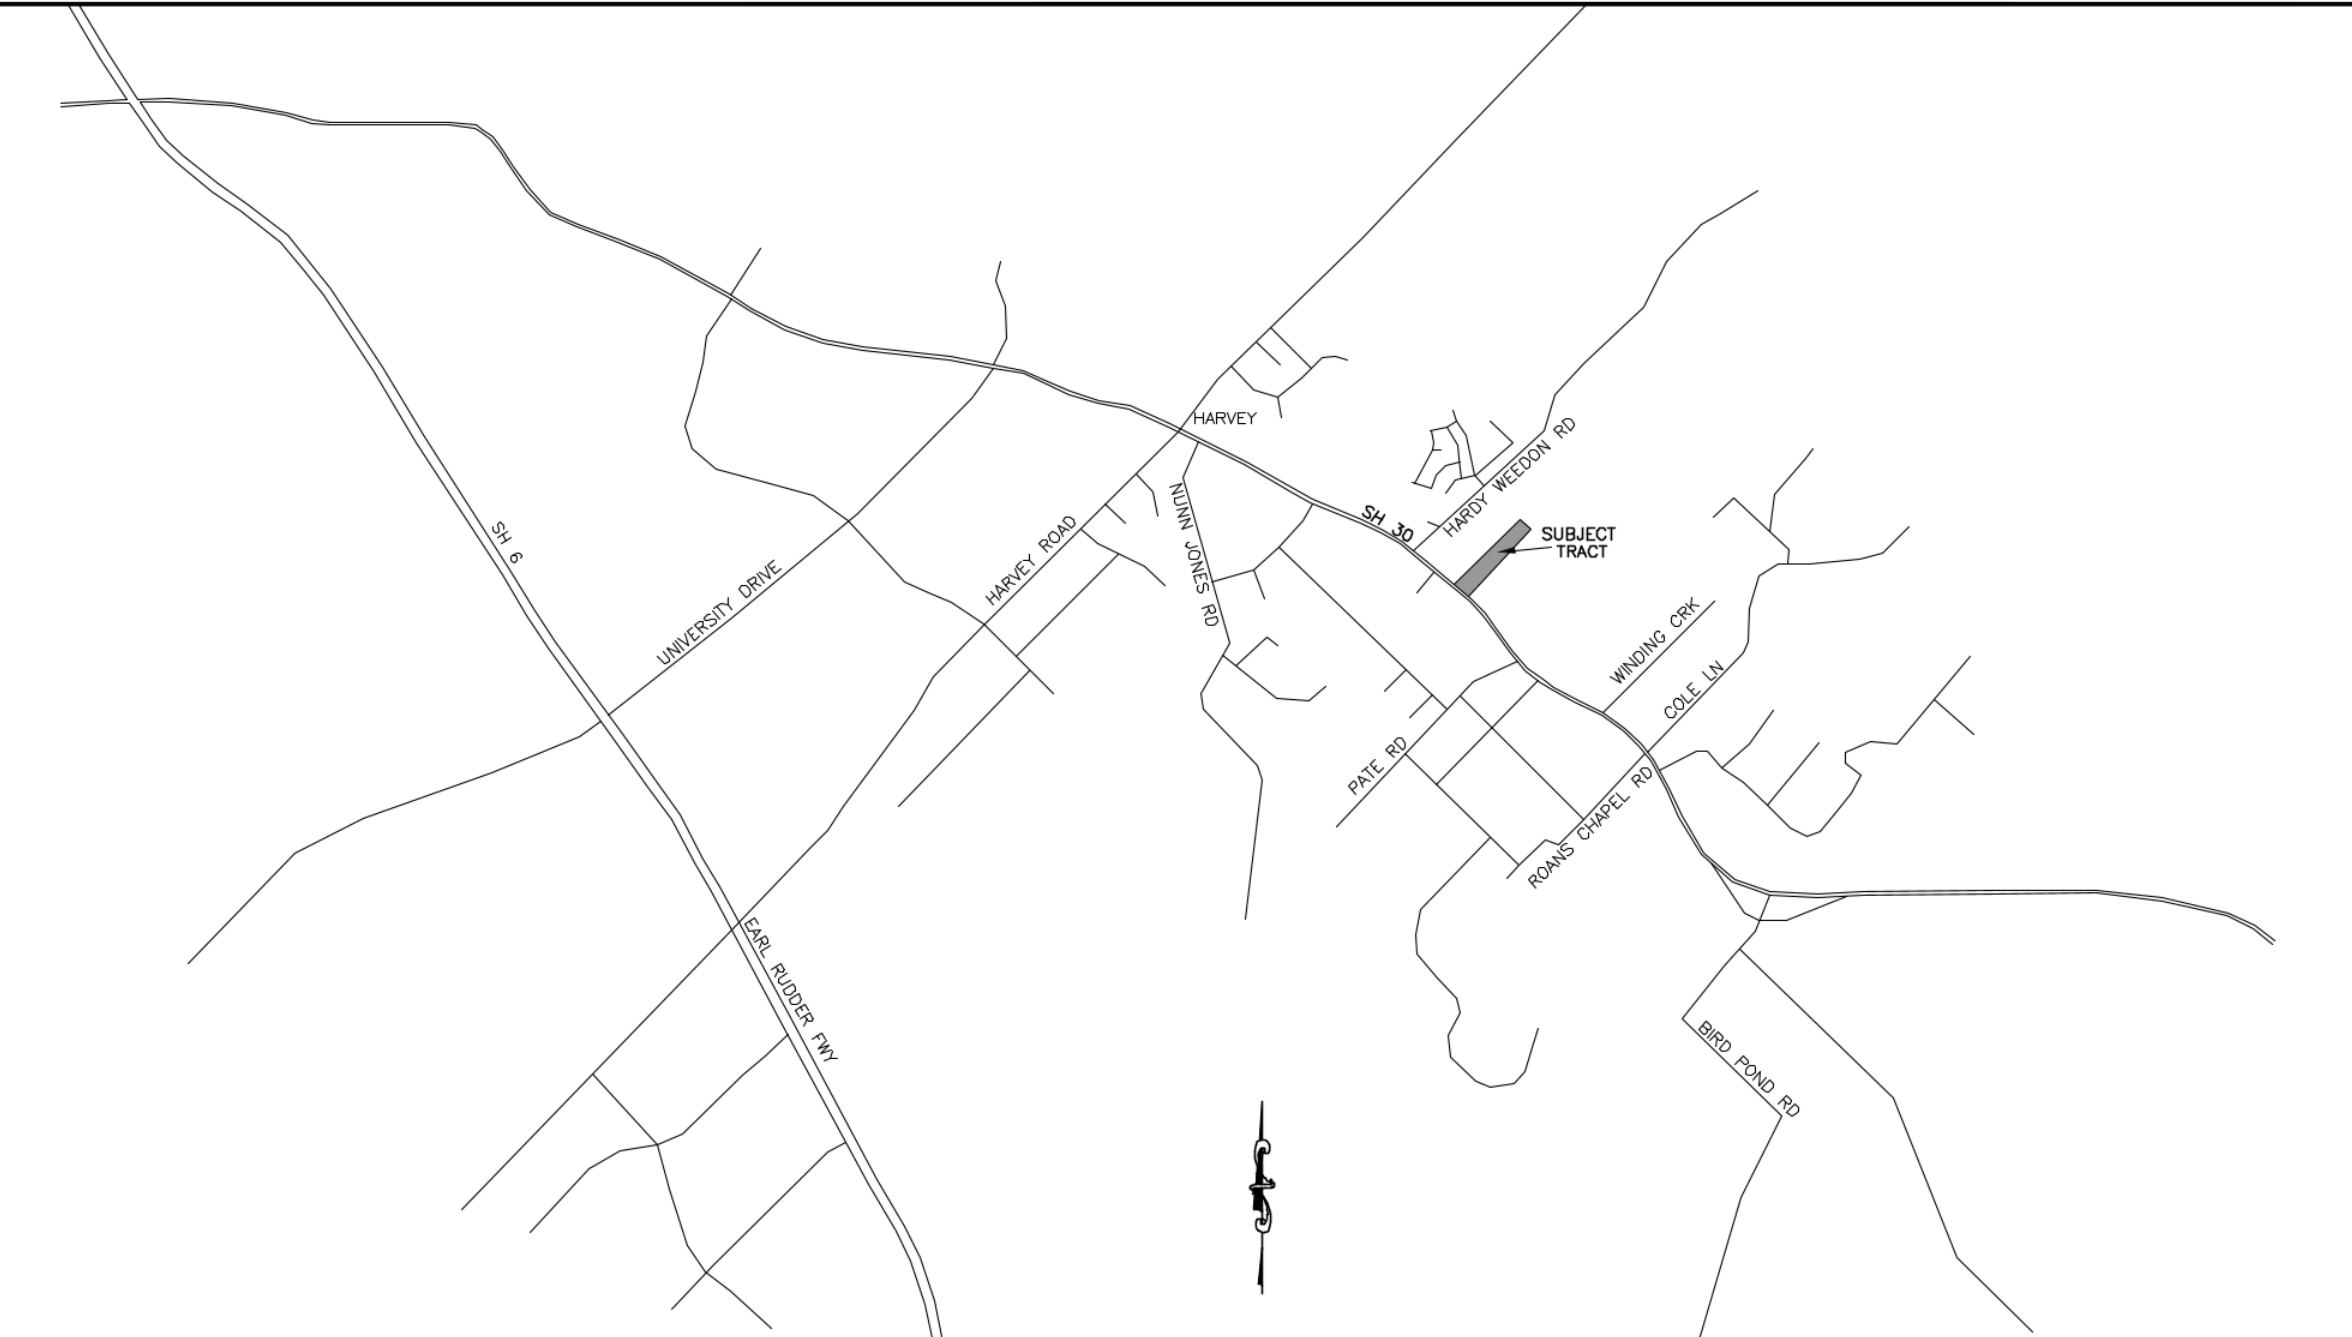 HARVEY
HARDY WEEDON RD
SH 30
SUBJECT
TRACT
NUNN JONES RD
HARVEY ROAD
SH 6
UNIVERSITY DRIVE
WINDING CRK
COLE LN
PATE RD
ROANS CHAPEL RD
EARL RUDDER FWY
BIRD POND RD